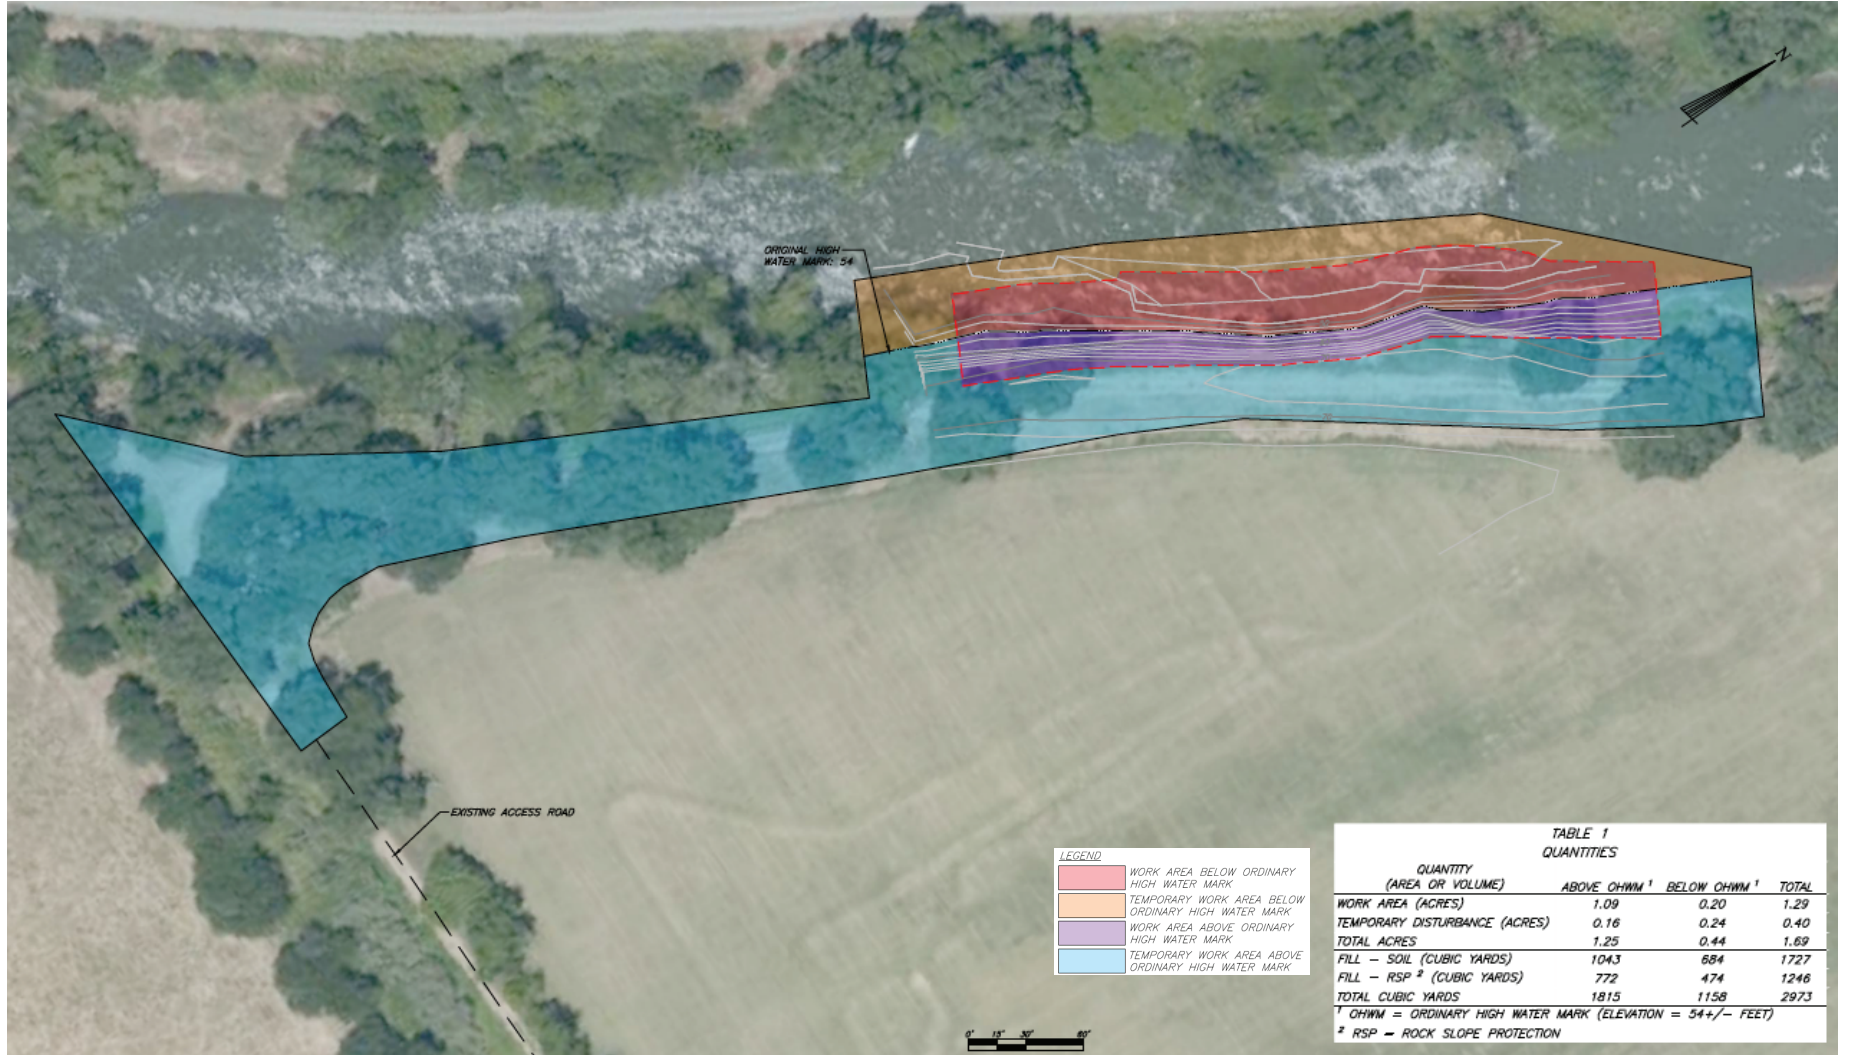 N
ORIGINAL HIGH
WATER MARK: 54
EXISTING ACCESS ROAD
LEGEND
WORK AREA BELOW ORDINARY
HIGH WATER MARK
TEMPORARY WORK AREA BELOW
ORDINARY HIGH WATER MARK
WORK AREA ABOVE ORDINARY
HIGH WATER MARK
TEMPORARY WORK AREA ABOVE
ORDINARY HIGH WATER MARK
0' 15' 30' 60'
TABLE 1
QUANTITIES
QUANTITY
(AREA OR VOLUME) ABOVE OHWM ¹ BELOW OHWM ¹ TOTAL
WORK AREA (ACRES) 1.09 0.20 1.29
TEMPORARY DISTURBANCE (ACRES) 0.16 0.24 0.40
TOTAL ACRES 1.25 0.44 1.69
FILL – SOIL (CUBIC YARDS) 1043 684 1727
FILL – RSP ² (CUBIC YARDS) 772 474 1246
TOTAL CUBIC YARDS 1815 1158 2973
¹ OHWM = ORDINARY HIGH WATER MARK (ELEVATION = 54+/– FEET)
² RSP – ROCK SLOPE PROTECTION